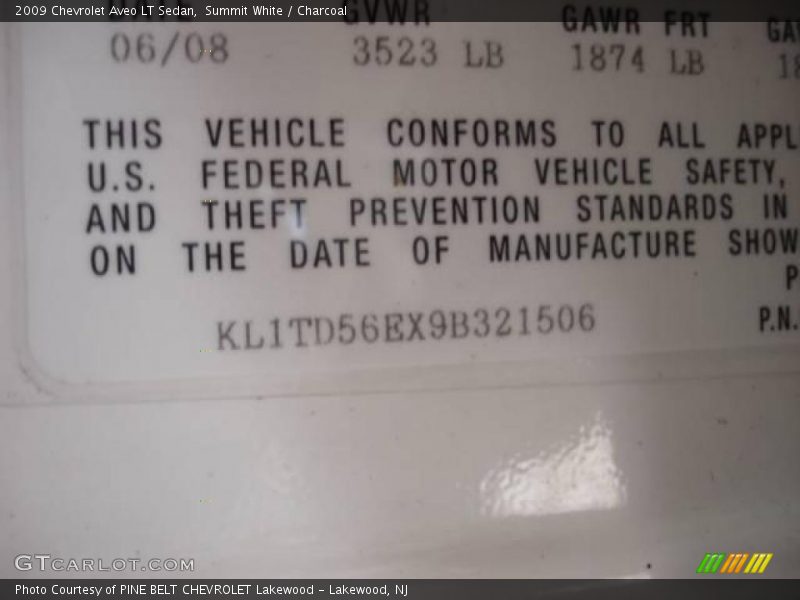 2009 Chevrolet Aveo LT Sedan, Summit White / Charcoal
GVWR GAWR FRT
06/08 3523 LB 1874 LB
THIS VEHICLE CONFORMS TO ALL APPL
U.S. FEDERAL MOTOR VEHICLE SAFETY,
AND THEFT PREVENTION STANDARDS IN
ON THE DATE OF MANUFACTURE SHOW
P
KL1TD56EX9B321506 P.N.
GTCARLOT.COM
Photo Courtesy of PINE BELT CHEVROLET Lakewood - Lakewood, NJ